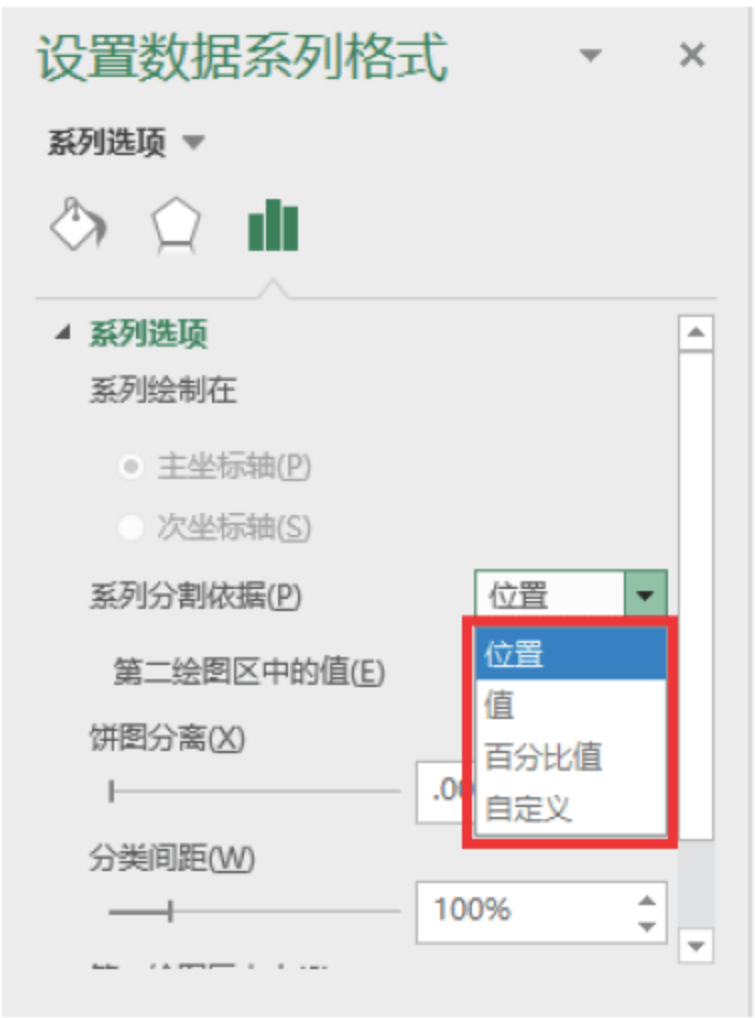 设置数据系列格式
系列选项
系列选项
系列绘制在
主坐标轴(P)
次坐标轴(S)
系列分割依据(P) 位置
位置
第二绘图区中的值(E)
值
饼图分离(X)
百分比值
.0
自定义
分类间距(W)
100%